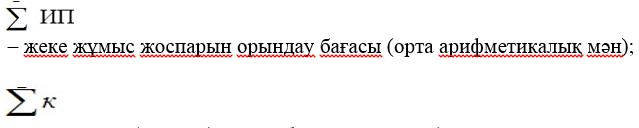 ∑ ИП
– жеке жұмыс жоспарын орындау бағасы (орта арифметикалық мән);
∑ к